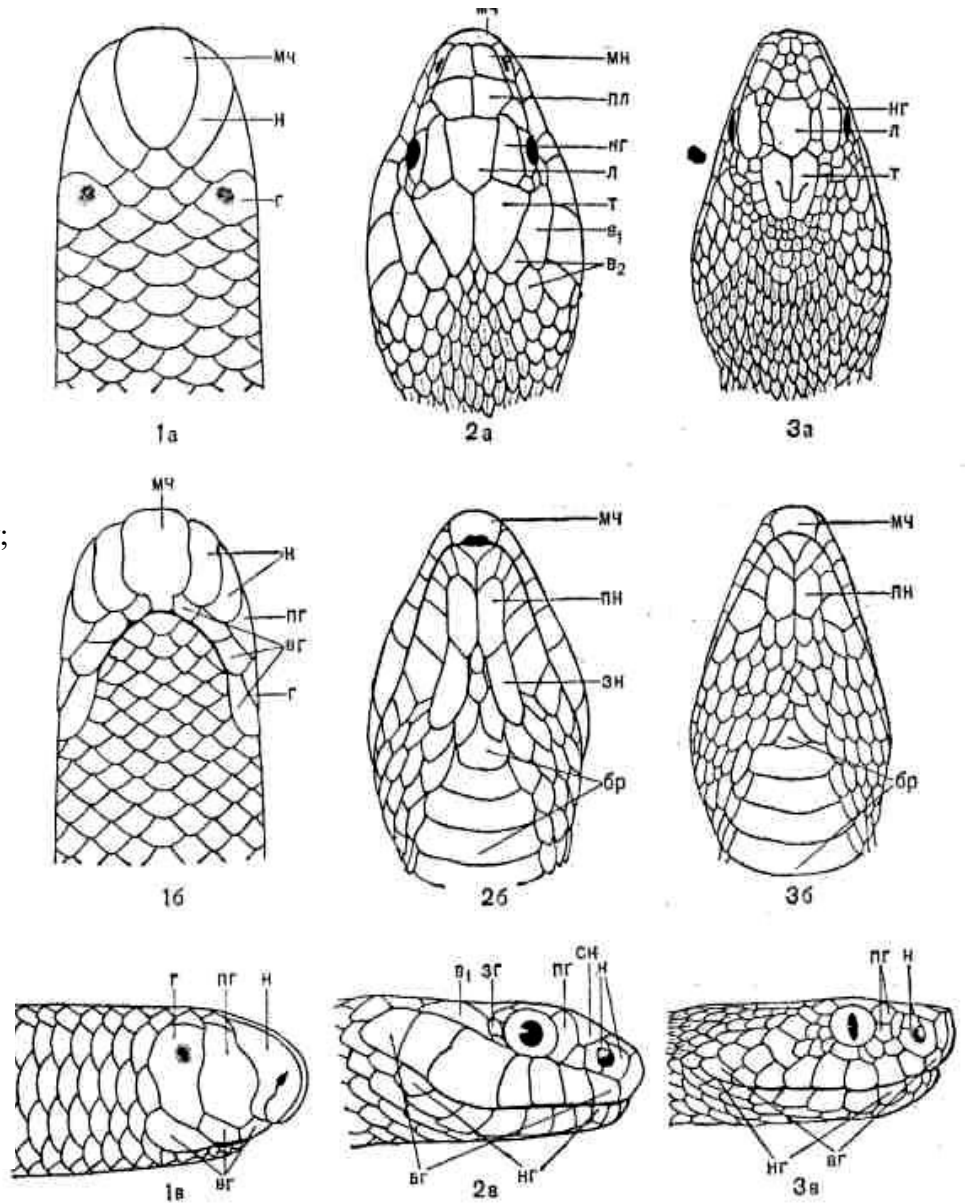 мч
н
г
1а
мч
мн
пл
нг
л
т
в₁
в₂
2а
нг
л
т
3а
;
мч
н
пг
вг
г
1б
мч
пн
зн
бр
2б
мч
пн
бр
3б
г пг н
вг
1в
в₁ зг пг сн н
вг нг
2в
пг н
нг вг
3в